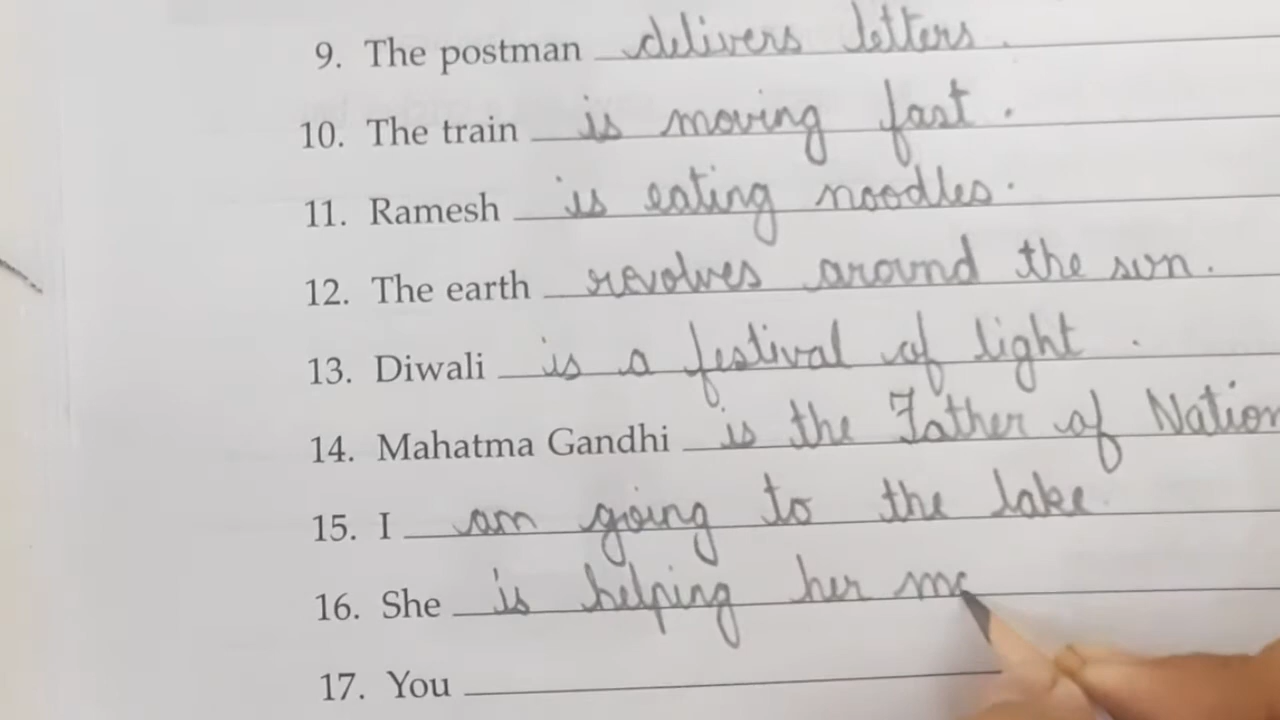 9. The postman delivers letters.
10. The train is moving fast.
11. Ramesh is eating noodles.
12. The earth revolves around the sun.
13. Diwali is a festival of light.
14. Mahatma Gandhi is the Father of Nation
15. I am going to the lake.
16. She is helping her mo
17. You